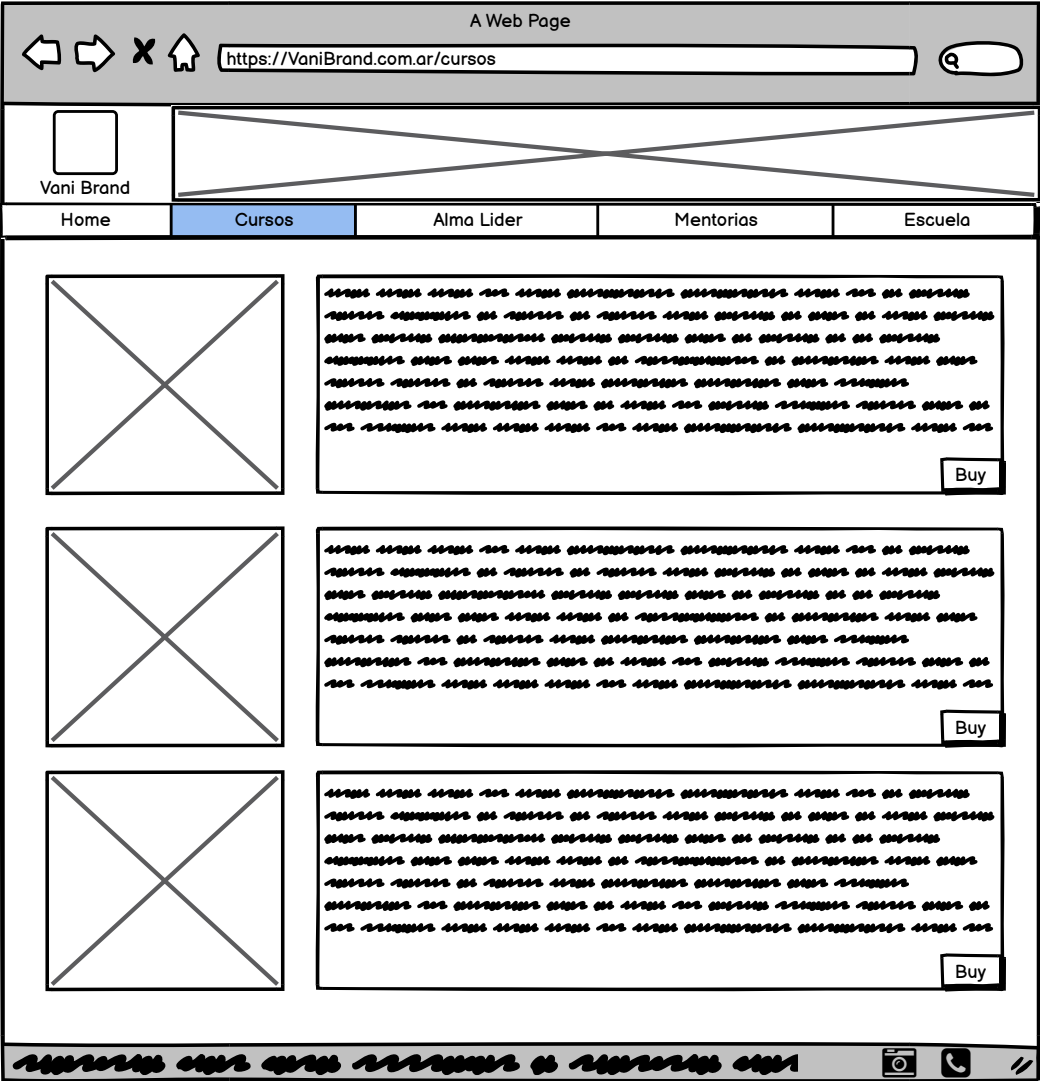 A Web Page
https://VaniBrand.com.ar/cursos
Vani Brand
Home Cursos Alma Lider Mentorias Escuela
Buy
Buy
Buy